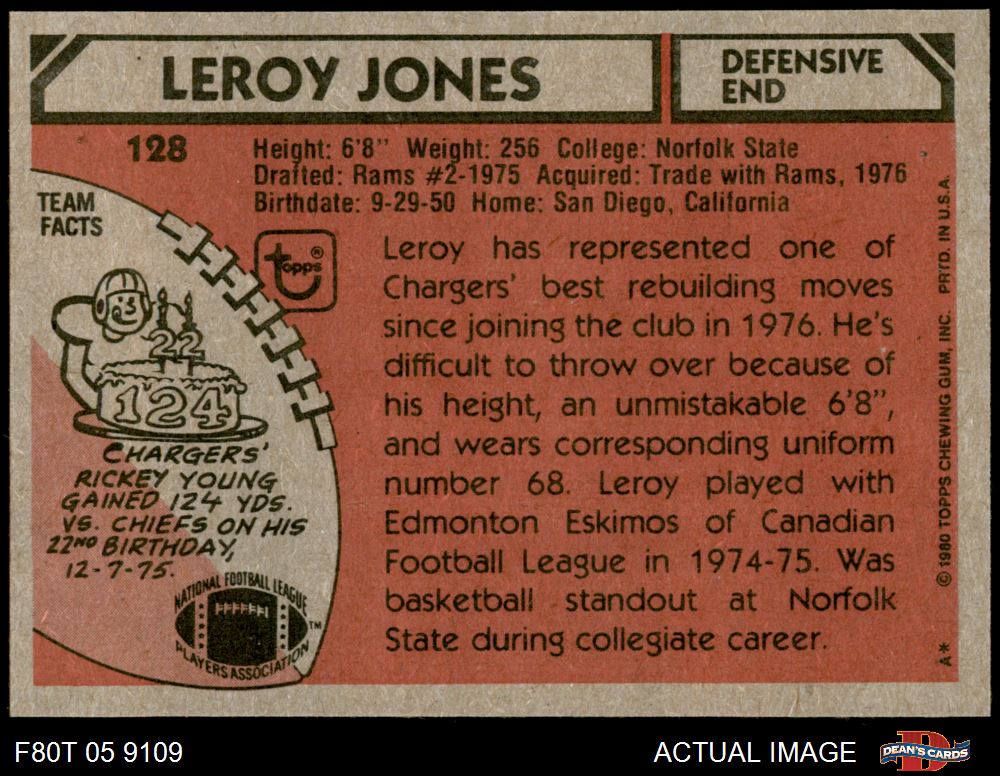 LEROY JONES
DEFENSIVE
END
128
Height: 6'8" Weight: 256 College: Norfolk State
Drafted: Rams #2-1975 Acquired: Trade with Rams, 1976
Birthdate: 9-29-50 Home: San Diego, California
TEAM
FACTS
topps®
22
124
CHARGERS'
RICKEY YOUNG
GAINED 124 YDS.
VS. CHIEFS ON HIS
22ND BIRTHDAY,
12-7-75.
NATIONAL FOOTBALL LEAGUE
PLAYERS ASSOCIATION
TM
Leroy has represented one of
Chargers' best rebuilding moves
since joining the club in 1976. He's
difficult to throw over because of
his height, an unmistakable 6'8",
and wears corresponding uniform
number 68. Leroy played with
Edmonton Eskimos of Canadian
Football League in 1974-75. Was
basketball standout at Norfolk
State during collegiate career.
A* © 1980 TOPPS CHEWING GUM, INC. PRTD. IN U.S.A.
F80T 05 9109
ACTUAL IMAGE
D
DEAN'S CARDS